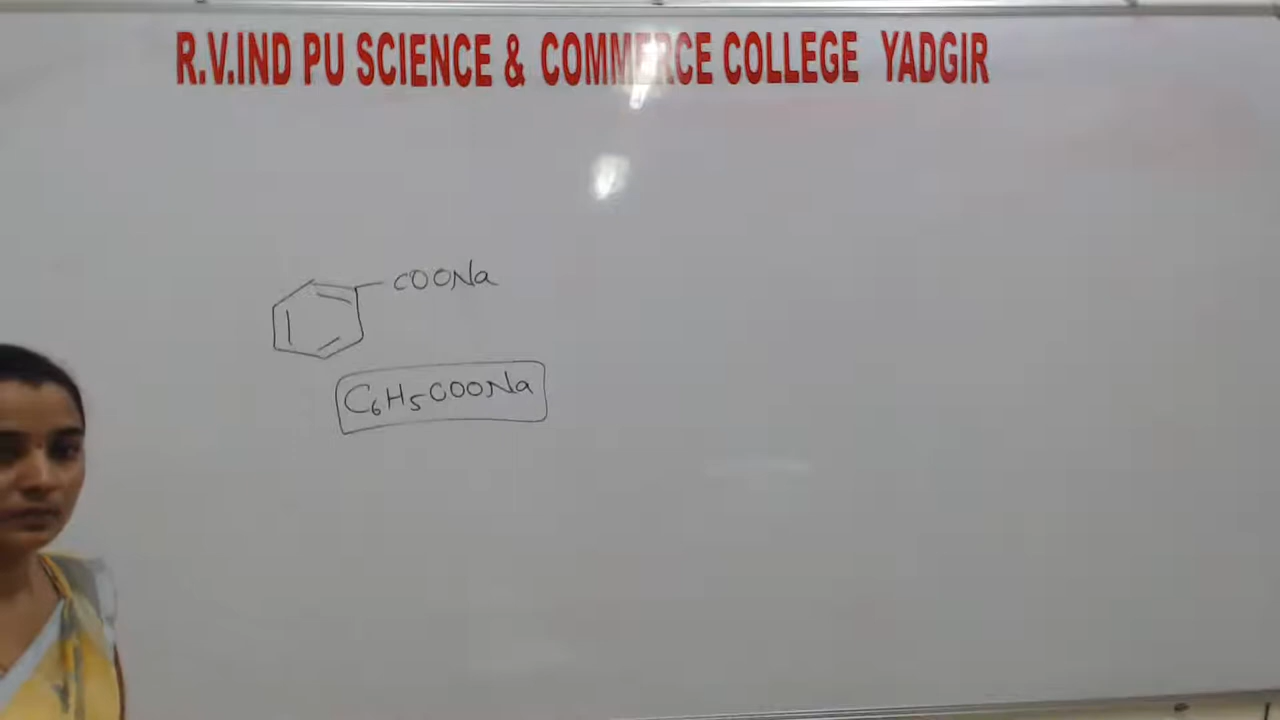 R.V.IND PU SCIENCE & COMMERCE COLLEGE YADGIR
COONa
C₆H₅COONa